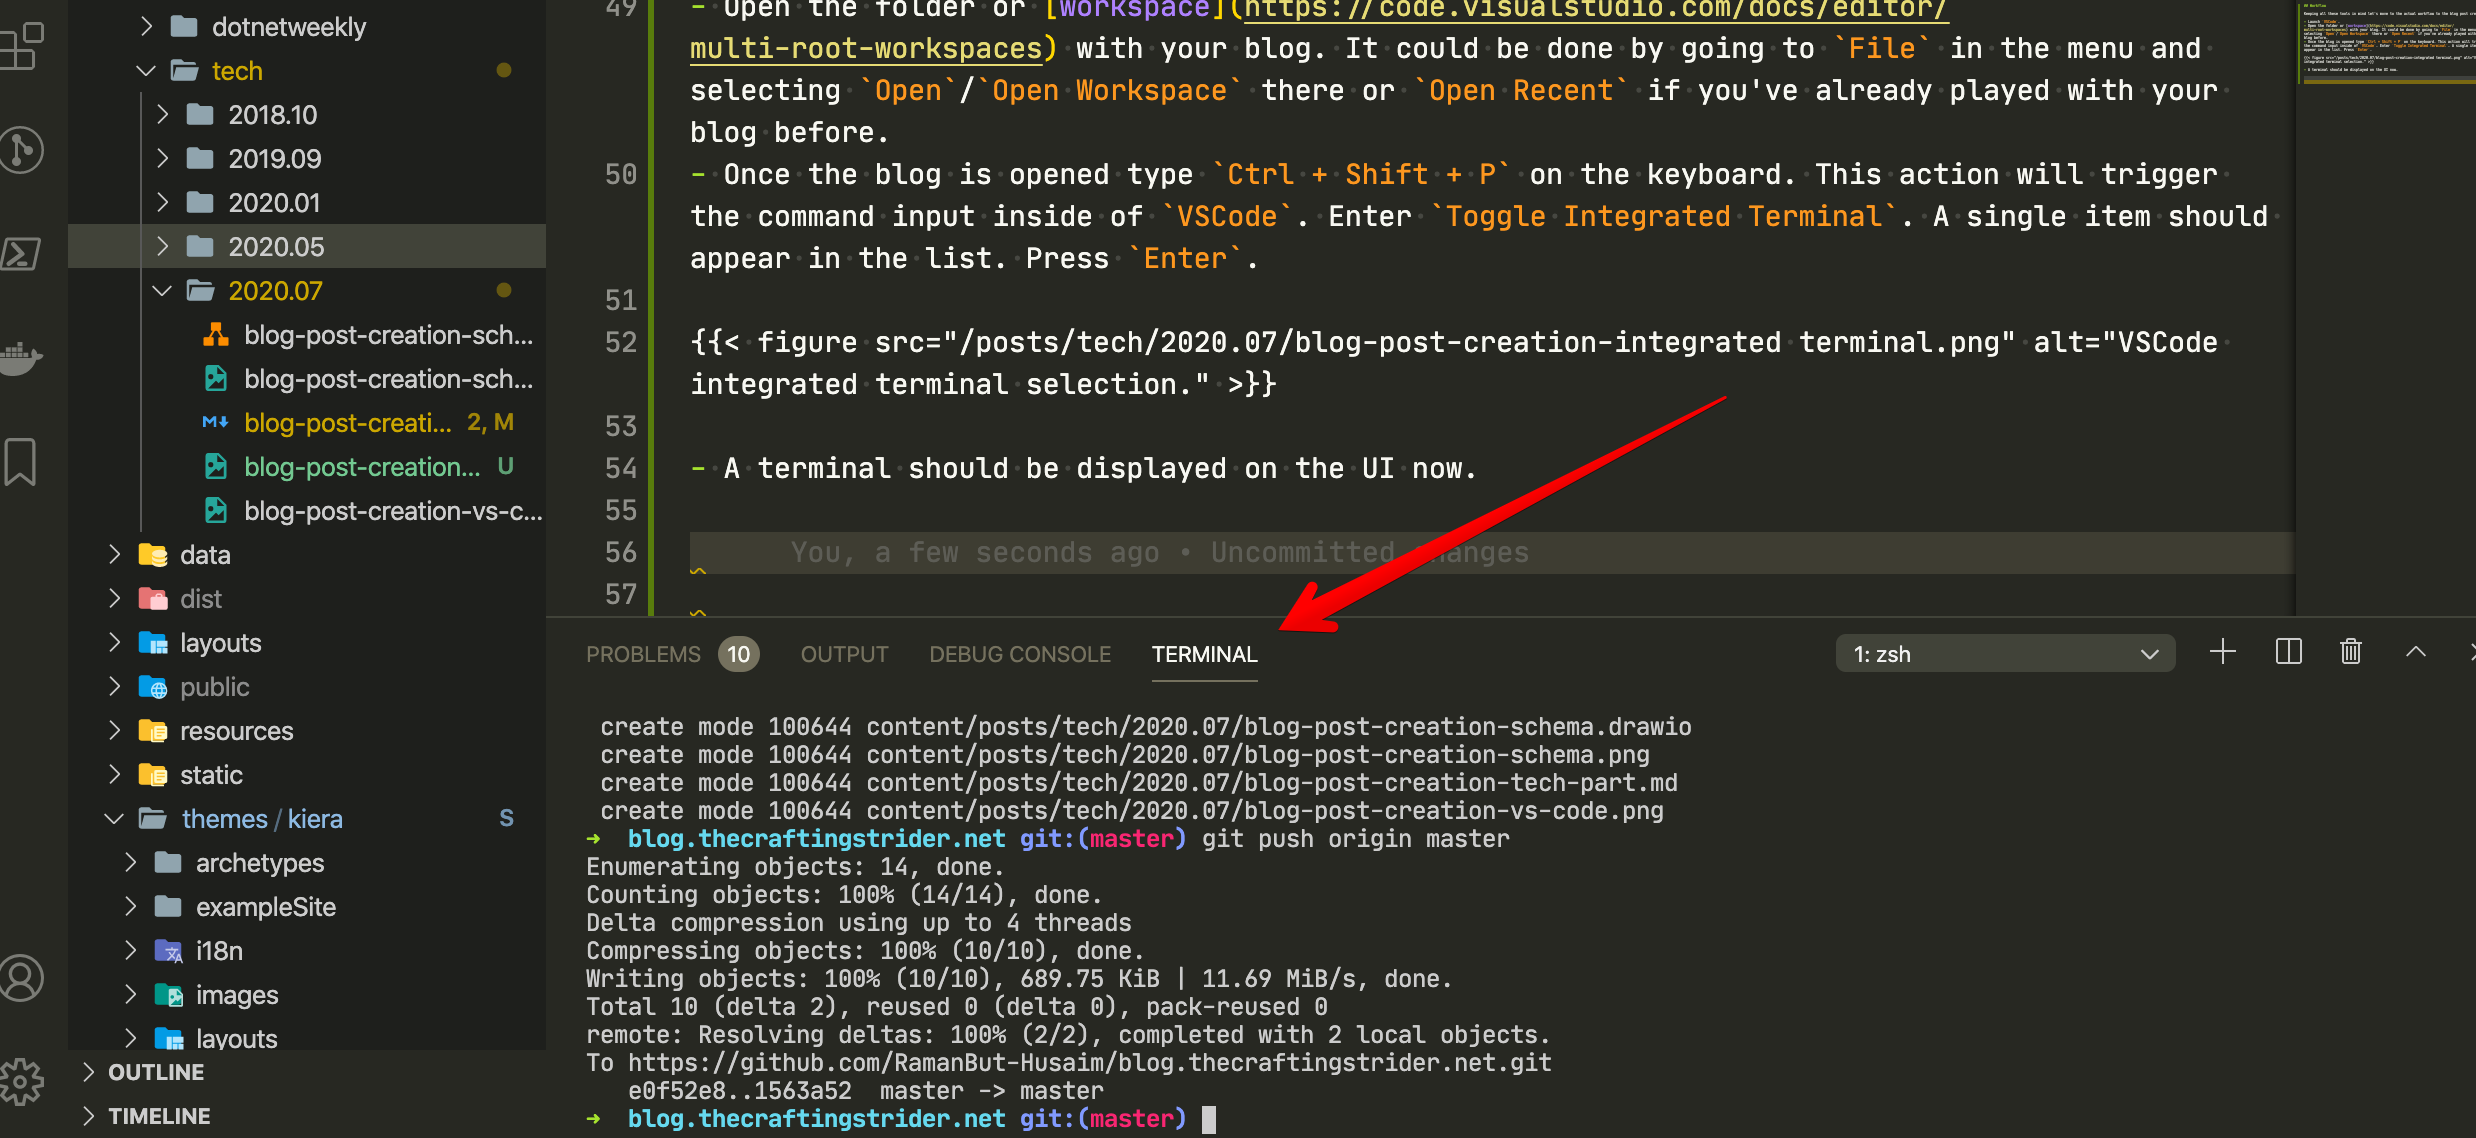 dotnetweekly
tech
2018.10
2019.09
2020.01
2020.05
2020.07
blog-post-creation-sch...
blog-post-creation-sch...
blog-post-creati... 2, M
blog-post-creation... U
blog-post-creation-vs-c...
data
dist
layouts
public
resources
static
themes / kiera S
archetypes
exampleSite
i18n
images
layouts
OUTLINE
TIMELINE
49 - Open the folder or [workspace](https://code.visualstudio.com/docs/editor/
multi-root-workspaces) with your blog. It could be done by going to `File` in the menu and
selecting `Open`/`Open Workspace` there or `Open Recent` if you've already played with your
blog before.
50 - Once the blog is opened type `Ctrl + Shift + P` on the keyboard. This action will trigger
the command input inside of `VSCode`. Enter `Toggle Integrated Terminal`. A single item should
appear in the list. Press `Enter`.
51
52 {{< figure src="/posts/tech/2020.07/blog-post-creation-integrated terminal.png" alt="VSCode
integrated terminal selection." >}}
53
54 - A terminal should be displayed on the UI now.
55
56 You, a few seconds ago • Uncommitted changes
57
PROBLEMS 10 OUTPUT DEBUG CONSOLE TERMINAL 1: zsh
create mode 100644 content/posts/tech/2020.07/blog-post-creation-schema.drawio
create mode 100644 content/posts/tech/2020.07/blog-post-creation-schema.png
create mode 100644 content/posts/tech/2020.07/blog-post-creation-tech-part.md
create mode 100644 content/posts/tech/2020.07/blog-post-creation-vs-code.png
➜ blog.thecraftingstrider.net git:(master) git push origin master
Enumerating objects: 14, done.
Counting objects: 100% (14/14), done.
Delta compression using up to 4 threads
Compressing objects: 100% (10/10), done.
Writing objects: 100% (10/10), 689.75 KiB | 11.69 MiB/s, done.
Total 10 (delta 2), reused 0 (delta 0), pack-reused 0
remote: Resolving deltas: 100% (2/2), completed with 2 local objects.
To https://github.com/RamanBut-Husaim/blog.thecraftingstrider.net.git
e0f52e8..1563a52 master -> master
➜ blog.thecraftingstrider.net git:(master)